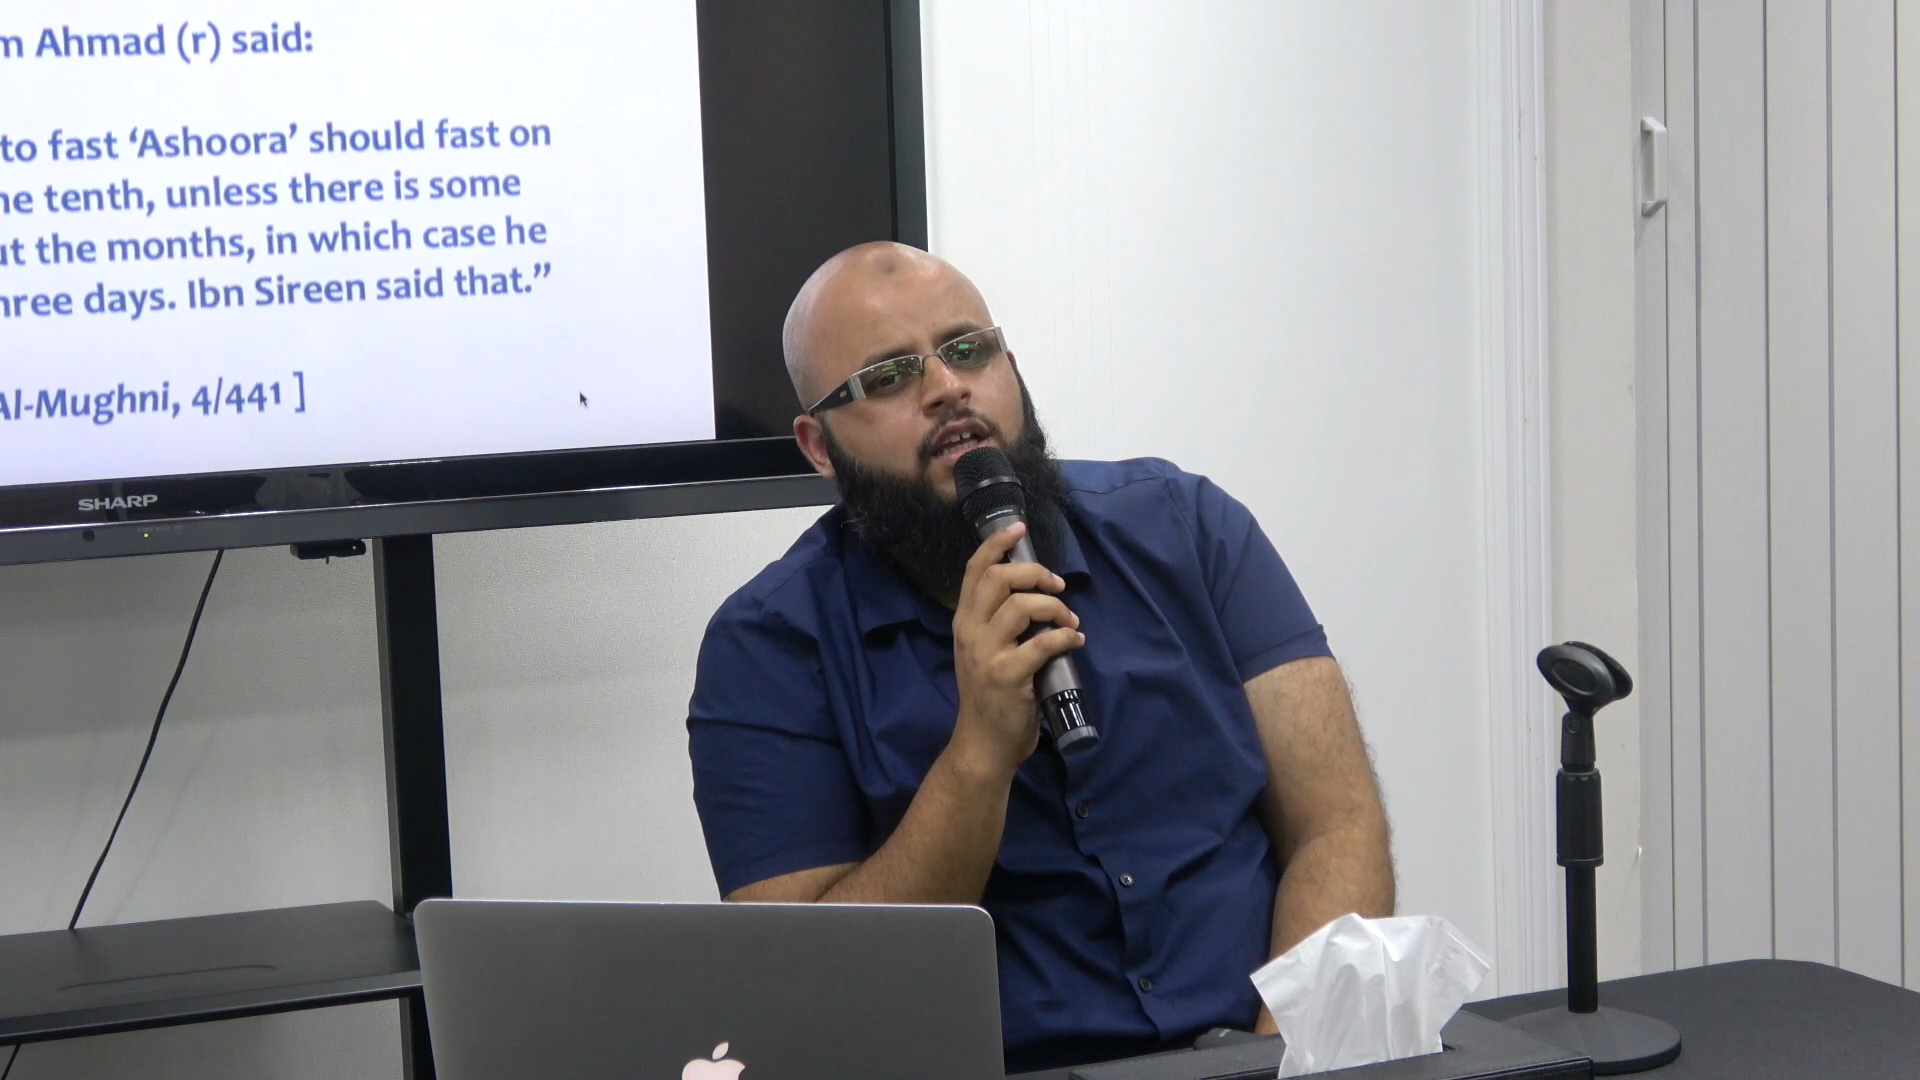 m Ahmad (r) said:
to fast ‘Ashoora’ should fast on
he tenth, unless there is some
ut the months, in which case he
hree days. Ibn Sireen said that.”
Al-Mughni, 4/441 ]
SHARP